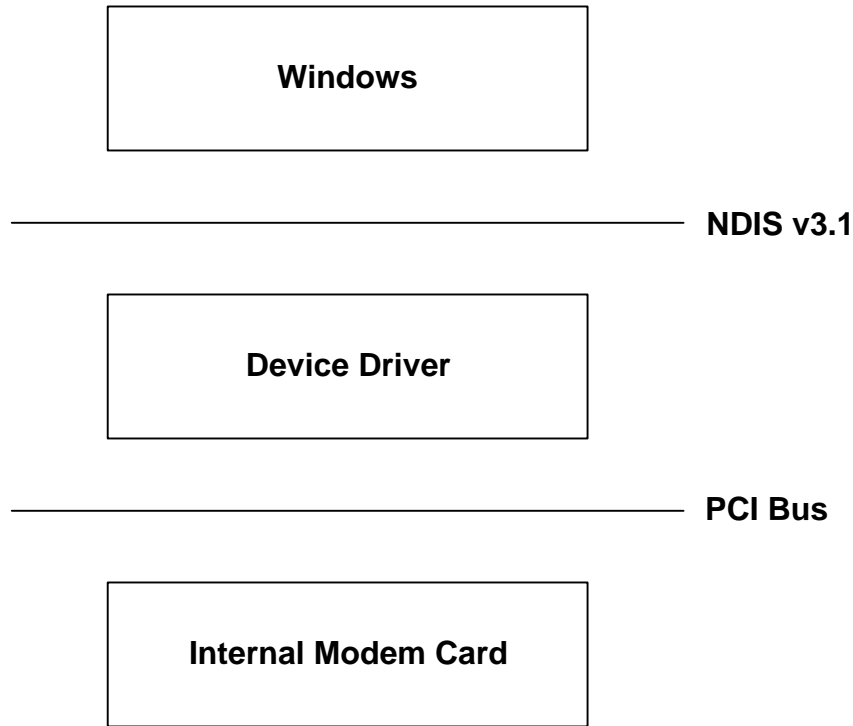 Windows
NDIS v3.1
Device Driver
PCI Bus
Internal Modem Card